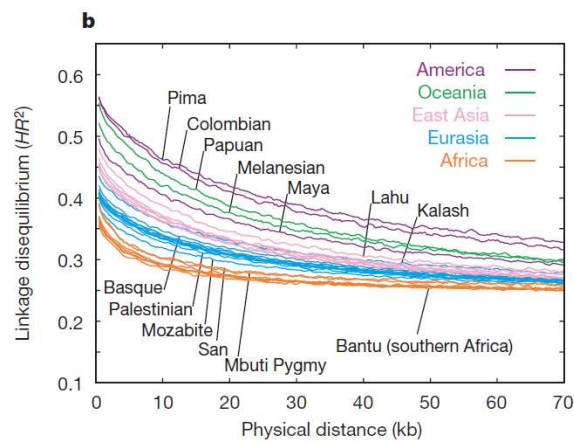 b
Linkage disequilibrium (HR²)
0.6
0.5
0.4
0.3
0.2
0.1
America
Oceania
East Asia
Eurasia
Africa
Pima
Colombian
Papuan
Melanesian
Maya
Lahu
Kalash
Basque
Palestinian
Mozabite
San
Mbuti Pygmy
Bantu (southern Africa)
0 10 20 30 40 50 60 70
Physical distance (kb)